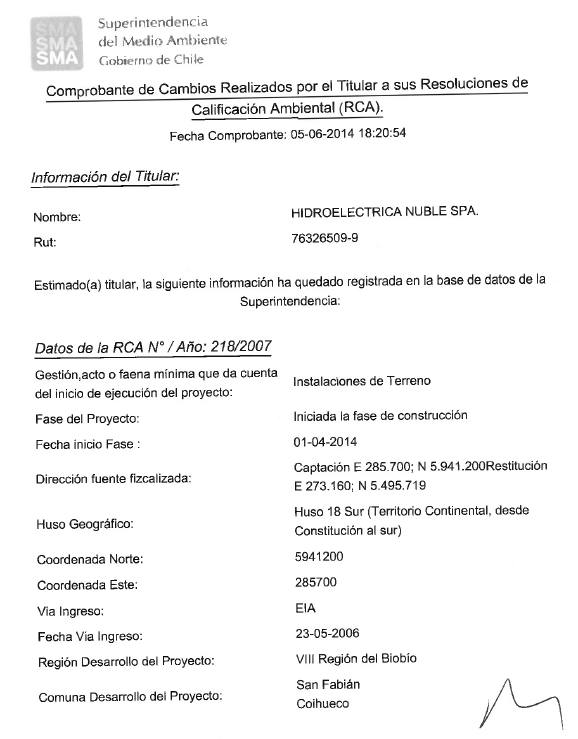 SMA
SMA
SMA
Superintendencia
del Medio Ambiente
Gobierno de Chile
Comprobante de Cambios Realizados por el Titular a sus Resoluciones de
Calificación Ambiental (RCA).
Fecha Comprobante: 05-06-2014 18:20:54
Información del Titular:
Nombre: HIDROELECTRICA NUBLE SPA.
Rut: 76326509-9
Estimado(a) titular, la siguiente información ha quedado registrada en la base de datos de la
Superintendencia:
Datos de la RCA N° / Año: 218/2007
Gestión,acto o faena mínima que da cuenta
del inicio de ejecución del proyecto: Instalaciones de Terreno
Fase del Proyecto: Iniciada la fase de construcción
Fecha inicio Fase : 01-04-2014
Dirección fuente fizcalizada: Captación E 285.700; N 5.941.200Restitución
E 273.160; N 5.495.719
Huso Geográfico: Huso 18 Sur (Territorio Continental, desde
Constitución al sur)
Coordenada Norte: 5941200
Coordenada Este: 285700
Via Ingreso: EIA
Fecha Via Ingreso: 23-05-2006
Región Desarrollo del Proyecto: VIII Región del Biobío
Comuna Desarrollo del Proyecto: San Fabián
Coihueco